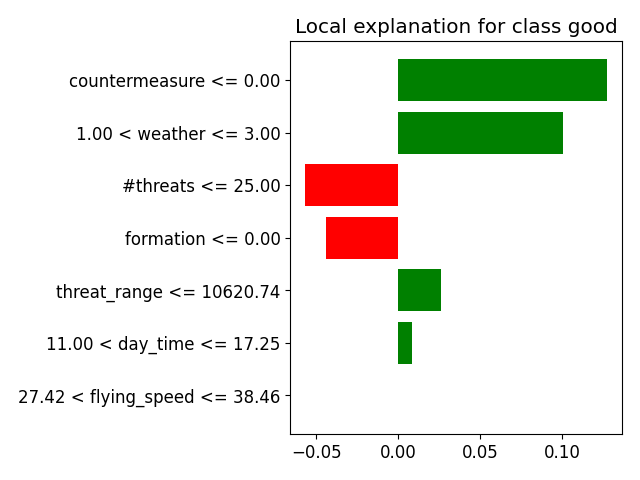 Local explanation for class good
countermeasure <= 0.00
1.00 < weather <= 3.00
#threats <= 25.00
formation <= 0.00
threat_range <= 10620.74
11.00 < day_time <= 17.25
27.42 < flying_speed <= 38.46
−0.05 0.00 0.05 0.10